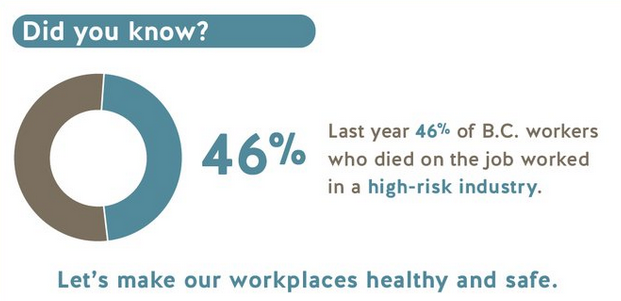 Did you know?
46%
Last year 46% of B.C. workers
who died on the job worked
in a high-risk industry.
Let’s make our workplaces healthy and safe.